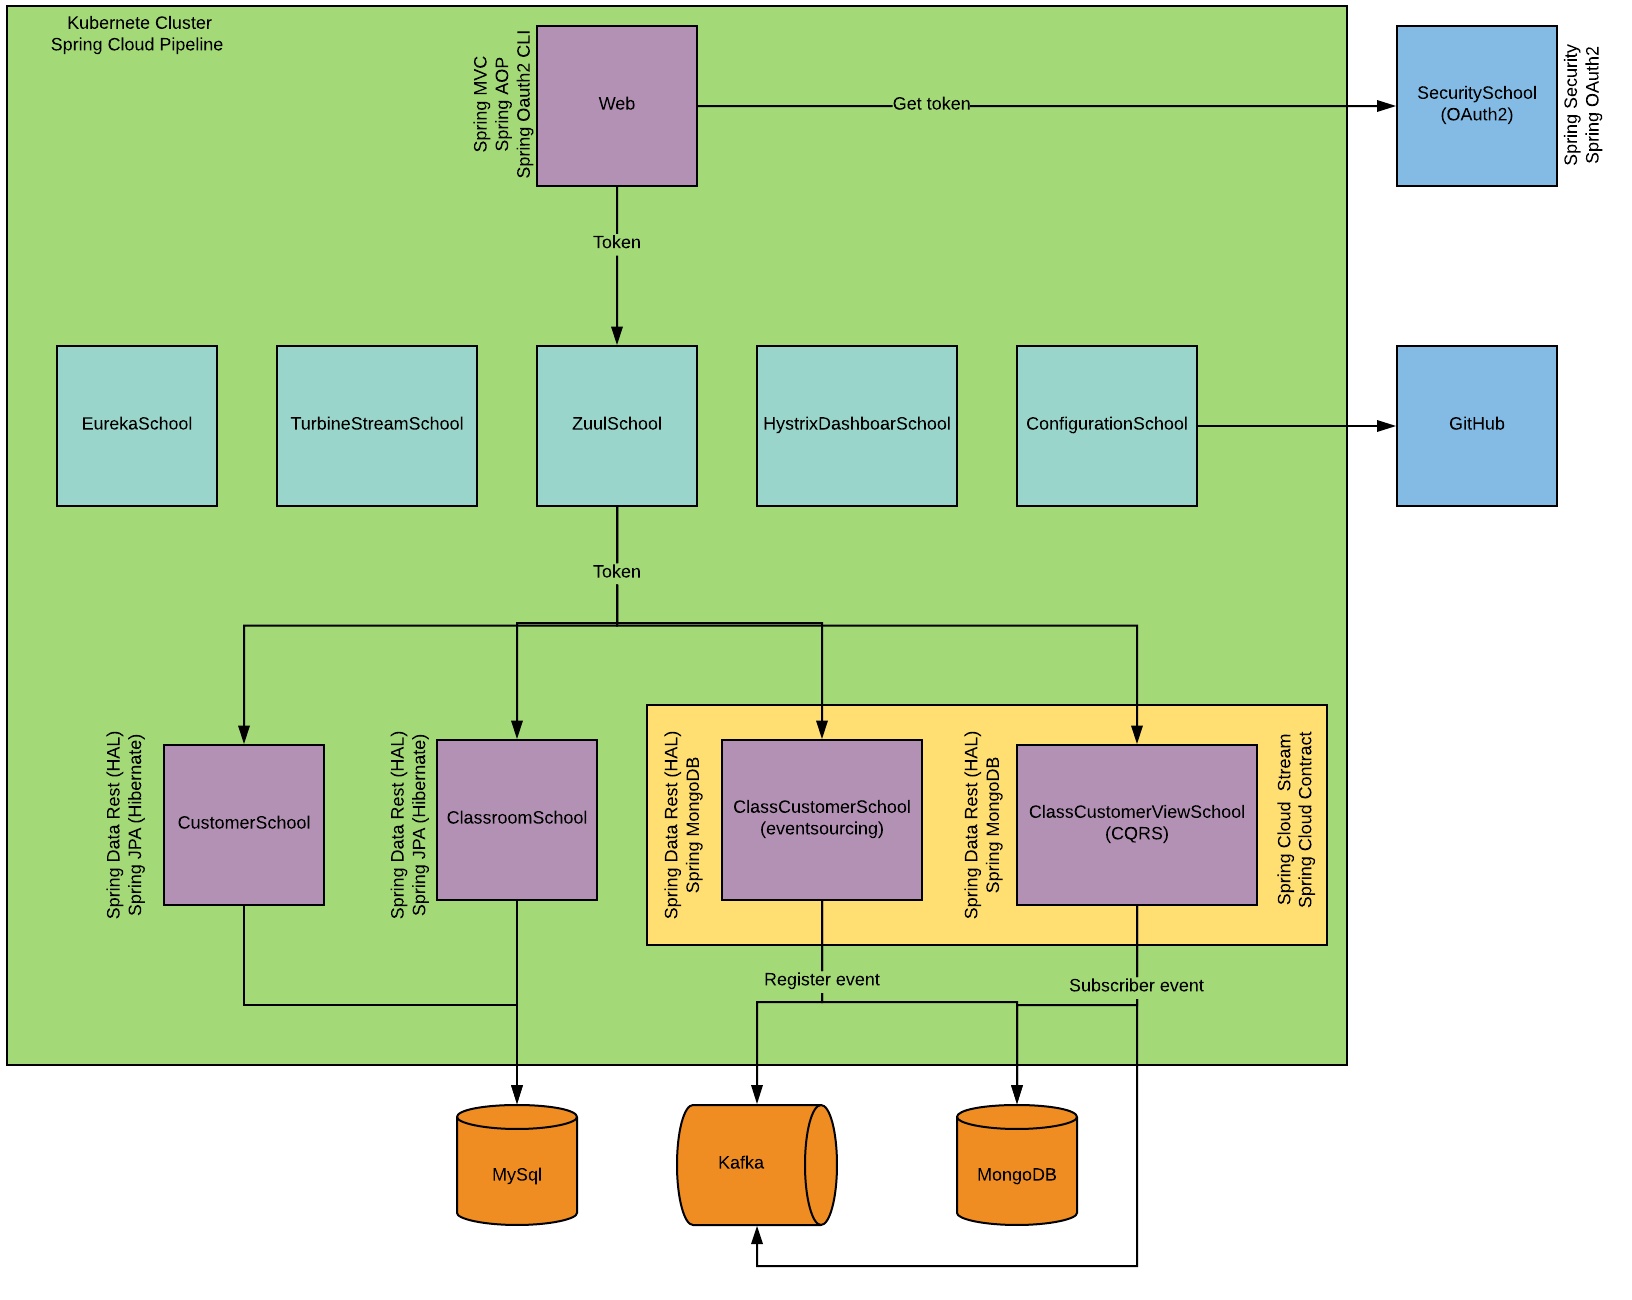 Kubernete Cluster
Spring Cloud Pipeline
Spring MVC
Spring AOP
Spring Oauth2 CLI
Web
Get token
SecuritySchool
(OAuth2)
Spring Security
Spring OAuth2
Token
EurekaSchool
TurbineStreamSchool
ZuulSchool
HystrixDashboarSchool
ConfigurationSchool
GitHub
Token
Spring Data Rest (HAL)
Spring JPA (Hibernate)
CustomerSchool
Spring Data Rest (HAL)
Spring JPA (Hibernate)
ClassroomSchool
Spring Data Rest (HAL)
Spring MongoDB
ClassCustomerSchool
(eventsourcing)
Spring Data Rest (HAL)
Spring MongoDB
ClassCustomerViewSchool
(CQRS)
Spring Cloud  Stream
Spring Cloud Contract
Register event
Subscriber event
MySql
Kafka
MongoDB